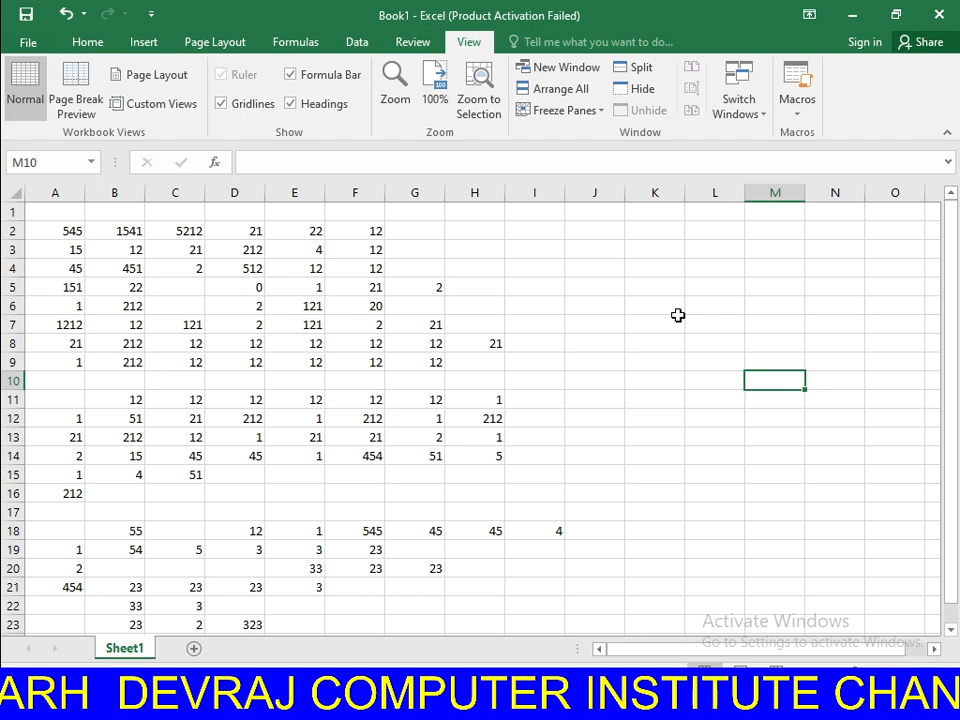 Book1 - Excel (Product Activation Failed)
File Home Insert Page Layout Formulas Data Review View Tell me what you want to do... Sign in Share
Normal Page Break Preview Page Layout Custom Views
Workbook Views
Ruler Formula Bar
Gridlines Headings
Show
Zoom 100% Zoom to Selection
Zoom
New Window Split
Arrange All Hide
Freeze Panes Unhide
Switch Windows
Window
Macros
Macros
M10 fx
A B C D E F G H I J K L M N O
1
2 545 1541 5212 21 22 12
3 15 12 21 212 4 12
4 45 451 2 512 12 12
5 151 22 0 1 21 2
6 1 212 2 121 20
7 1212 12 121 2 121 2 21
8 21 212 12 12 12 12 12 21
9 1 212 12 12 12 12 12
10
11 12 12 12 12 12 12 1
12 1 51 21 212 1 212 1 212
13 21 212 12 1 21 21 2 1
14 2 15 45 45 1 454 51 5
15 1 4 51
16 212
17
18 55 12 1 545 45 45 4
19 1 54 5 3 3 23
20 2 33 23 23
21 454 23 23 23 3
22 33 3
23 23 2 323
Activate Windows
Go to Settings to activate Windows.
Sheet1
ARH DEVRAJ COMPUTER INSTITUTE CHAN